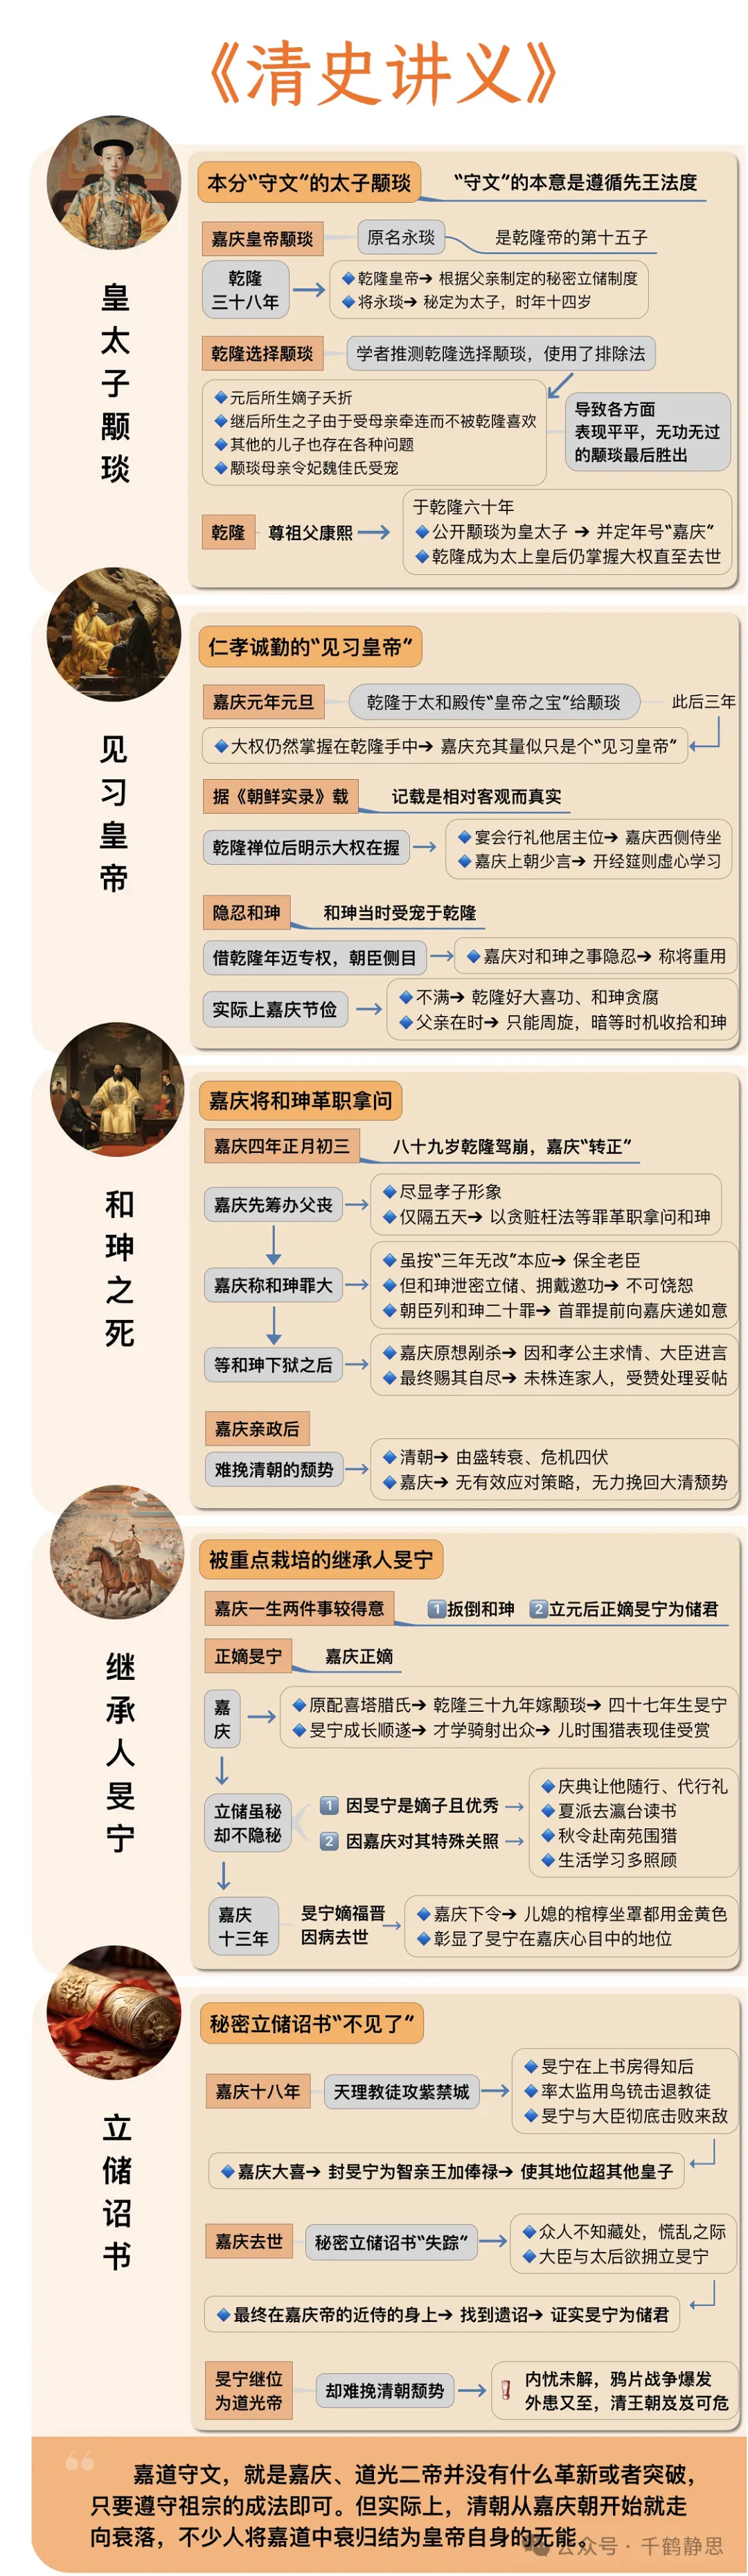 《清史讲义》
皇太子颙琰
本分“守文”的太子颙琰
“守文”的本意是遵循先王法度
嘉庆皇帝颙琰
原名永琰
是乾隆帝的第十五子
乾隆
三十八年
乾隆皇帝→ 根据父亲制定的秘密立储制度
将永琰→ 秘定为太子，时年十四岁
乾隆选择颙琰
学者推测乾隆选择颙琰，使用了排除法
元后所生嫡子夭折
继后所生之子由于受母亲牵连而不被乾隆喜欢
其他的儿子也存在各种问题
颙琰母亲令妃魏佳氏受宠
导致各方面
表现平平，无功无过
的颙琰最后胜出
乾隆
尊祖父康熙
于乾隆六十年
公开颙琰为皇太子 → 并定年号“嘉庆”
乾隆成为太上皇后仍掌握大权直至去世
见习皇帝
仁孝诚勤的“见习皇帝”
嘉庆元年元旦
乾隆于太和殿传“皇帝之宝”给颙琰
此后三年
大权仍然掌握在乾隆手中→ 嘉庆充其量似只是个“见习皇帝”
据《朝鲜实录》载
记载是相对客观而真实
乾隆禅位后明示大权在握
宴会行礼他居主位→ 嘉庆西侧侍坐
嘉庆上朝少言→ 开经筵则虚心学习
隐忍和珅
和珅当时受宠于乾隆
借乾隆年迈专权，朝臣侧目
嘉庆对和珅之事隐忍→ 称将重用
实际上嘉庆节俭
不满→ 乾隆好大喜功、和珅贪腐
父亲在时→ 只能周旋，暗等时机收拾和珅
和珅之死
嘉庆将和珅革职拿问
嘉庆四年正月初三
八十九岁乾隆驾崩，嘉庆“转正”
嘉庆先筹办父丧
尽显孝子形象
仅隔五天→ 以贪赃枉法等罪革职拿问和珅
嘉庆称和珅罪大
虽按“三年无改”本应→ 保全老臣
但和珅泄密立储、拥戴邀功→ 不可饶恕
朝臣列和珅二十罪→ 首罪提前向嘉庆递如意
等和珅下狱之后
嘉庆原想剐杀→ 因和孝公主求情、大臣进言
最终赐其自尽→ 未株连家人，受赞处理妥帖
嘉庆亲政后
难挽清朝的颓势
清朝→ 由盛转衰、危机四伏
嘉庆→ 无有效应对策略，无力挽回大清颓势
继承人旻宁
被重点栽培的继承人旻宁
嘉庆一生两件事较得意
1扳倒和珅 2立元后正嫡旻宁为储君
正嫡旻宁
嘉庆正嫡
嘉
庆
原配喜塔腊氏→ 乾隆三十九年嫁颙琰→ 四十七年生旻宁
旻宁成长顺遂→ 才学骑射出众→ 儿时围猎表现佳受赏
立储虽秘
却不隐秘
1 因旻宁是嫡子且优秀
2 因嘉庆对其特殊关照
庆典让他随行、代行礼
夏派去瀛台读书
秋令赴南苑围猎
生活学习多照顾
嘉庆
十三年
旻宁嫡福晋
因病去世
嘉庆下令→ 儿媳的棺椁坐罩都用金黄色
彰显了旻宁在嘉庆心目中的地位
立储诏书
秘密立储诏书“不见了”
嘉庆十八年
天理教徒攻紫禁城
旻宁在上书房得知后
率太监用鸟铳击退教徒
旻宁与大臣彻底击败来敌
嘉庆大喜→ 封旻宁为智亲王加俸禄→ 使其地位超其他皇子
嘉庆去世
秘密立储诏书“失踪”
众人不知藏处，慌乱之际
大臣与太后欲拥立旻宁
最终在嘉庆帝的近侍的身上→ 找到遗诏→ 证实旻宁为储君
旻宁继位
为道光帝
却难挽清朝颓势
内忧未解，鸦片战争爆发
外患又至，清王朝岌岌可危
嘉道守文，就是嘉庆、道光二帝并没有什么革新或者突破，
只要遵守祖宗的成法即可。但实际上，清朝从嘉庆朝开始就走
向衰落，不少人将嘉道中衰归结为皇帝自身的无能。
公众号 · 千鹤静思